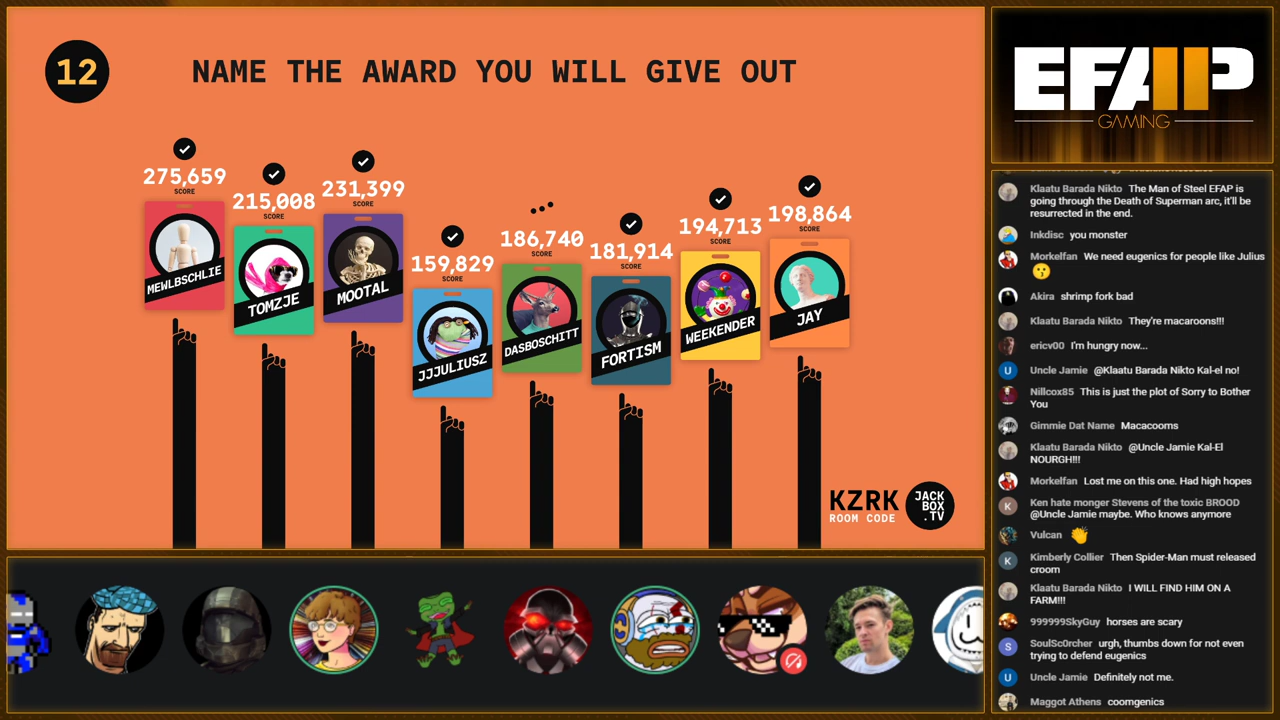 12
NAME THE AWARD YOU WILL GIVE OUT
275,659
SCORE
MEWLBSCHLIE
215,008
SCORE
TOMZJE
231,399
SCORE
MOOTAL
159,829
SCORE
JJJULIUSZ
186,740
SCORE
DASBOSCHITT
181,914
SCORE
FORTISM
194,713
SCORE
WEEKENDER
198,864
SCORE
JAY
KZRK
ROOM CODE
JACK
BOX
.TV
EFAP
GAMING
Klaatu Barada Nikto The Man of Steel EFAP is
going through the Death of Superman arc, it'll be
resurrected in the end.
Inkdisc you monster
Morkelfan We need eugenics for people like Julius
😗
Akira shrimp fork bad
Klaatu Barada Nikto They're macaroons!!!
ericv00 I'm hungry now...
U
Uncle Jamie @Klaatu Barada Nikto Kal-el no!
Nillcox85 This is just the plot of Sorry to Bother
You
Gimmie Dat Name Macacooms
Klaatu Barada Nikto @Uncle Jamie Kal-El
NOURGH!!!
Morkelfan Lost me on this one. Had high hopes
K
Ken hate monger Stevens of the toxic BROOD
@Uncle Jamie maybe. Who knows anymore
Vulcan 👏
K
Kimberly Collier Then Spider-Man must released
croom
Klaatu Barada Nikto I WILL FIND HIM ON A
FARM!!!
999999SkyGuy horses are scary
S
SoulSc0rcher urgh, thumbs down for not even
trying to defend eugenics
U
Uncle Jamie Definitely not me.
Maggot Athens coomgenics